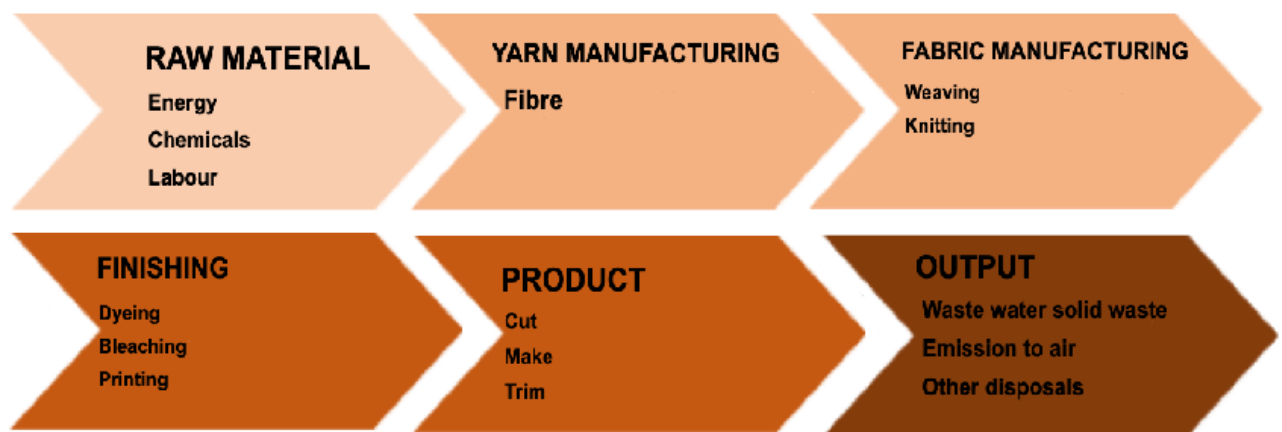 RAW MATERIAL
Energy
Chemicals
Labour
YARN MANUFACTURING
Fibre
FABRIC MANUFACTURING
Weaving
Knitting
FINISHING
Dyeing
Bleaching
Printing
PRODUCT
Cut
Make
Trim
OUTPUT
Waste water solid waste
Emission to air
Other disposals